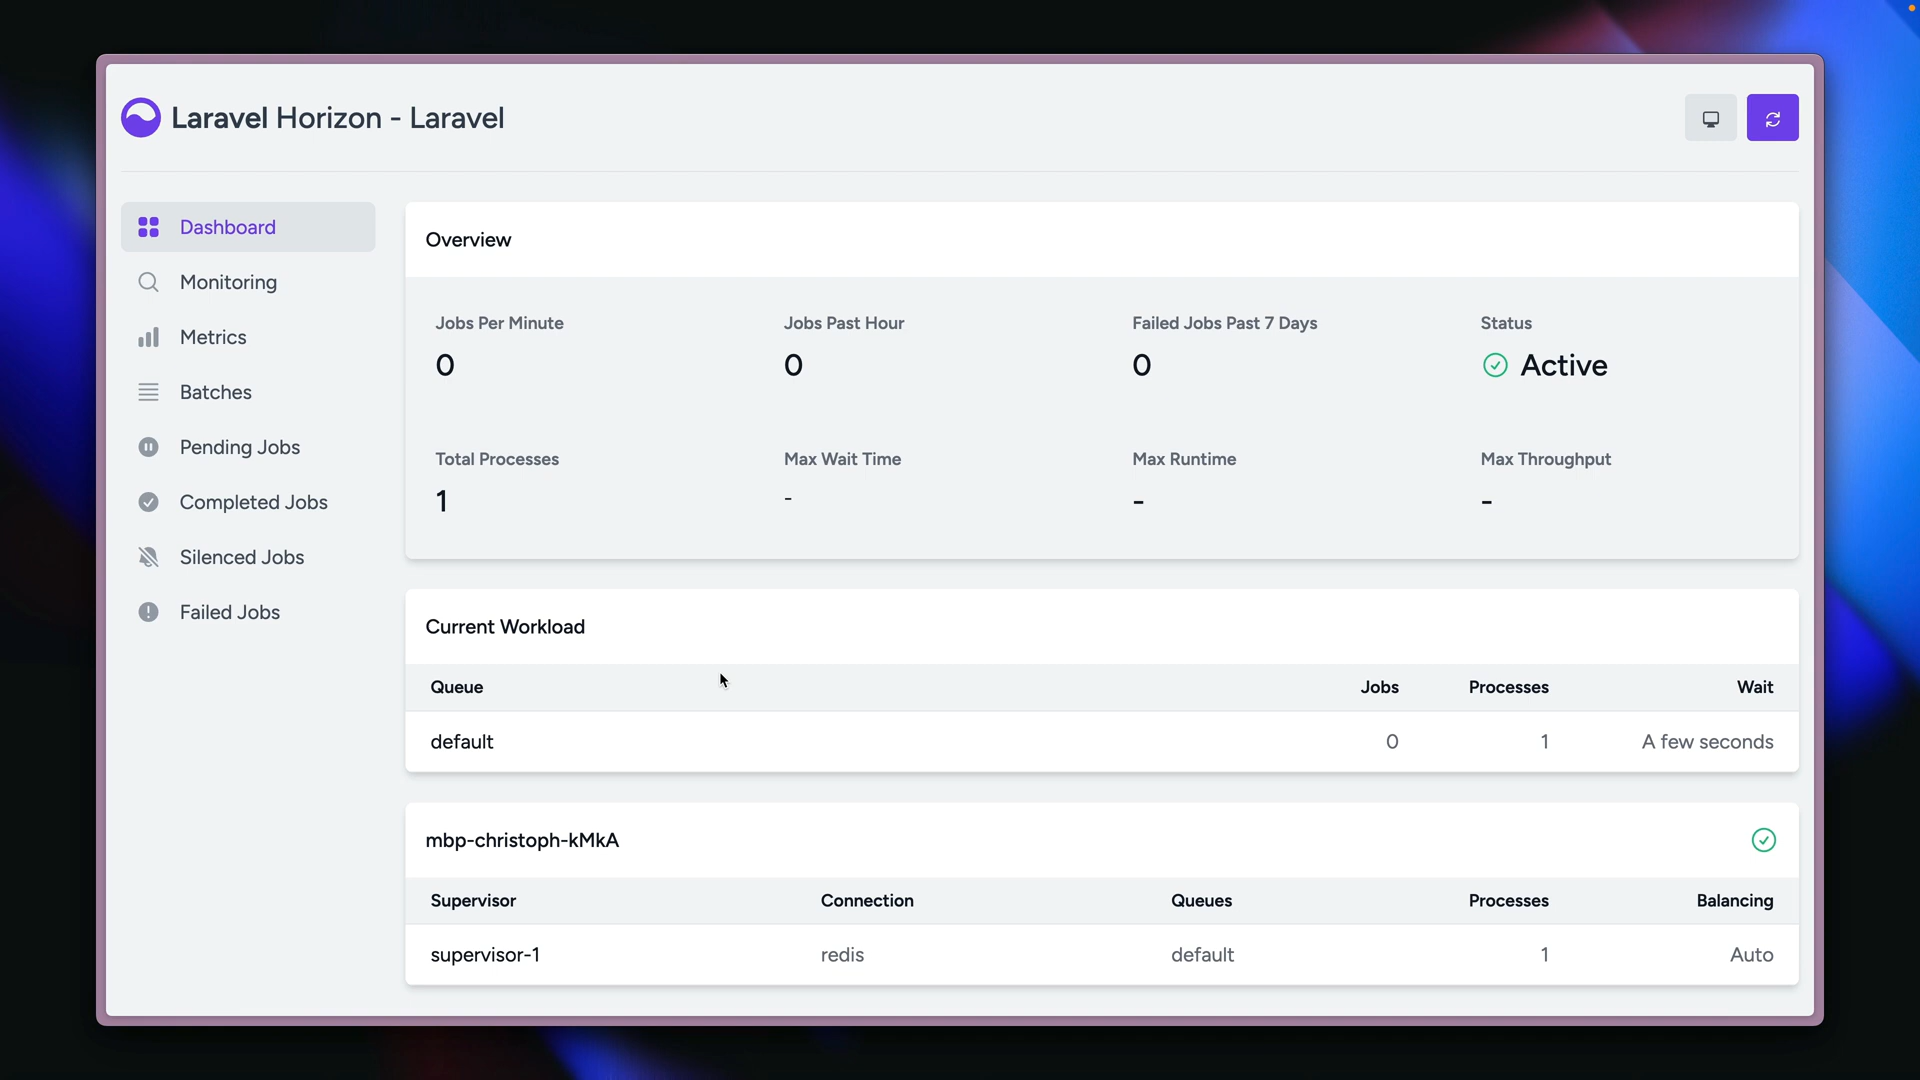 Laravel Horizon - Laravel
Dashboard
Monitoring
Metrics
Batches
Pending Jobs
Completed Jobs
Silenced Jobs
Failed Jobs
Overview
Jobs Per Minute Jobs Past Hour Failed Jobs Past 7 Days Status
0 0 0 Active
Total Processes Max Wait Time Max Runtime Max Throughput
1 - - -
Current Workload
Queue Jobs Processes Wait
default 0 1 A few seconds
mbp-christoph-kMkA
Supervisor Connection Queues Processes Balancing
supervisor-1 redis default 1 Auto